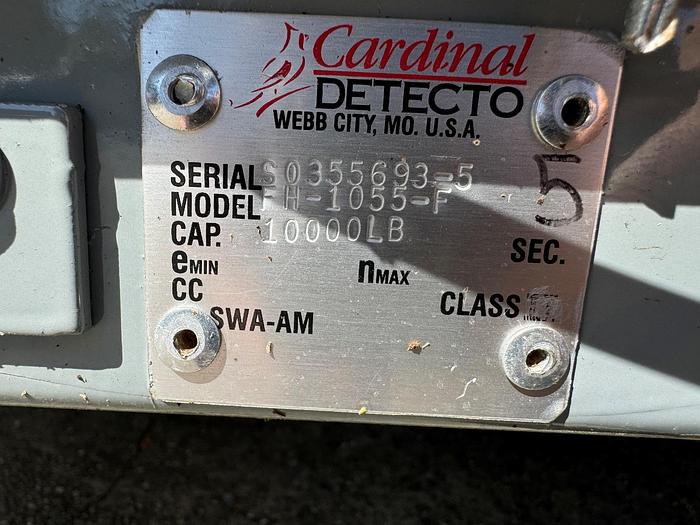 Cardinal
DETECTO
WEBB CITY, MO. U.S.A.
SERIAL S0355693-5
MODEL FH-1055-F
CAP. 10000LB
5
SEC.
eMIN
nMAX
CC
CLASS
SWA-AM